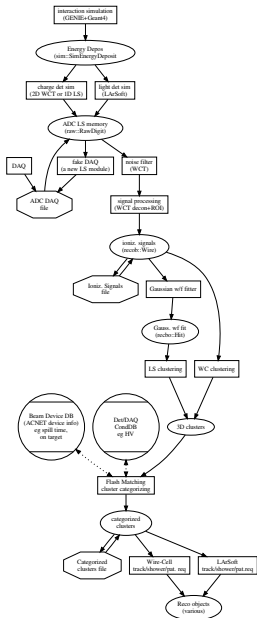 interaction simulation
(GENIE+Geant4)
Energy Depos
(sim::SimEnergyDeposit)
charge det sim
(2D WCT or 1D LS)
light det sim
(LArSoft)
ADC LS memory
(raw::RawDigit)
DAQ
fake DAQ
(a new LS module)
noise filter
(WCT)
ADC DAQ
file
signal processing
(WCT decon+ROI)
ioniz. signals
(recob::Wire)
Ioniz. Signals
file
Gaussian w/f fitter
Gauss. wf fit
(recbo::Hit)
LS clustering
WC clustering
Beam Device DB
(ACNET device info)
eg spill time,
on target
Det/DAQ
CondDB
eg HV
3D clusters
Flash Matching
cluster categorizing
categorized
clusters
Categorized
clusters file
Wire-Cell
track/shower/pat. req
LArSoft
track/shower/pat.req
Reco objects
(various)